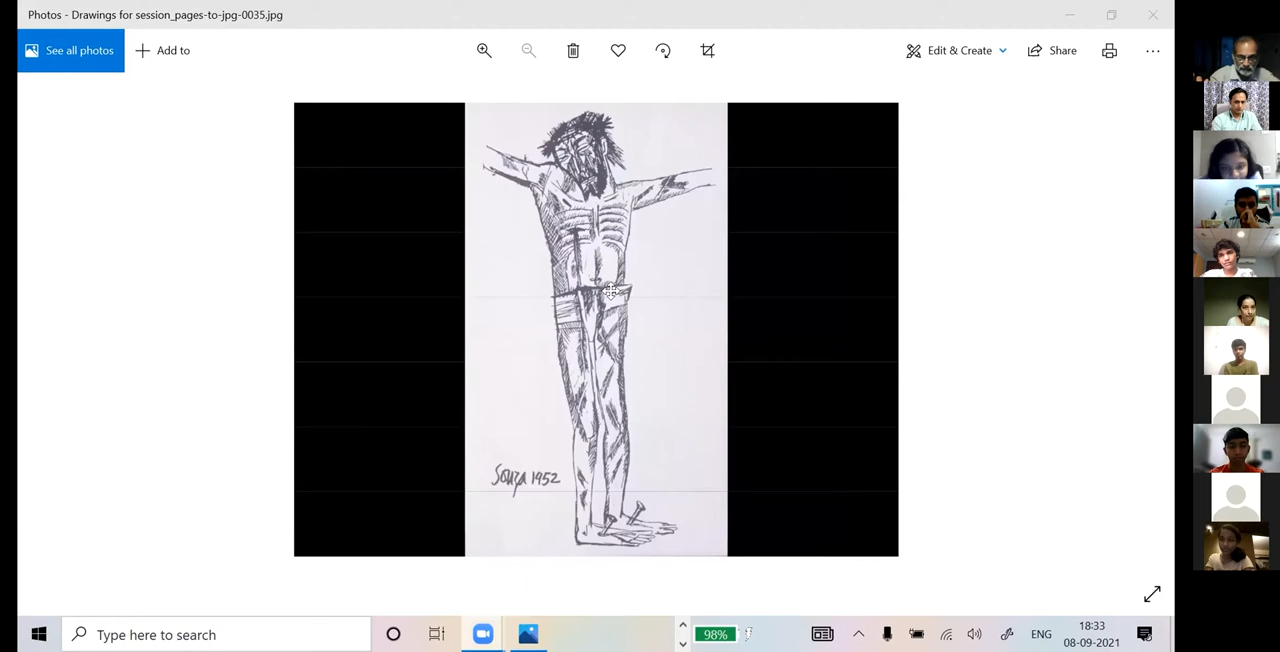 Photos - Drawings for session_pages-to-jpg-0035.jpg
See all photos
Add to
Edit & Create
Share
Souza 1952
Type here to search
98%
ENG
18:33
08-09-2021